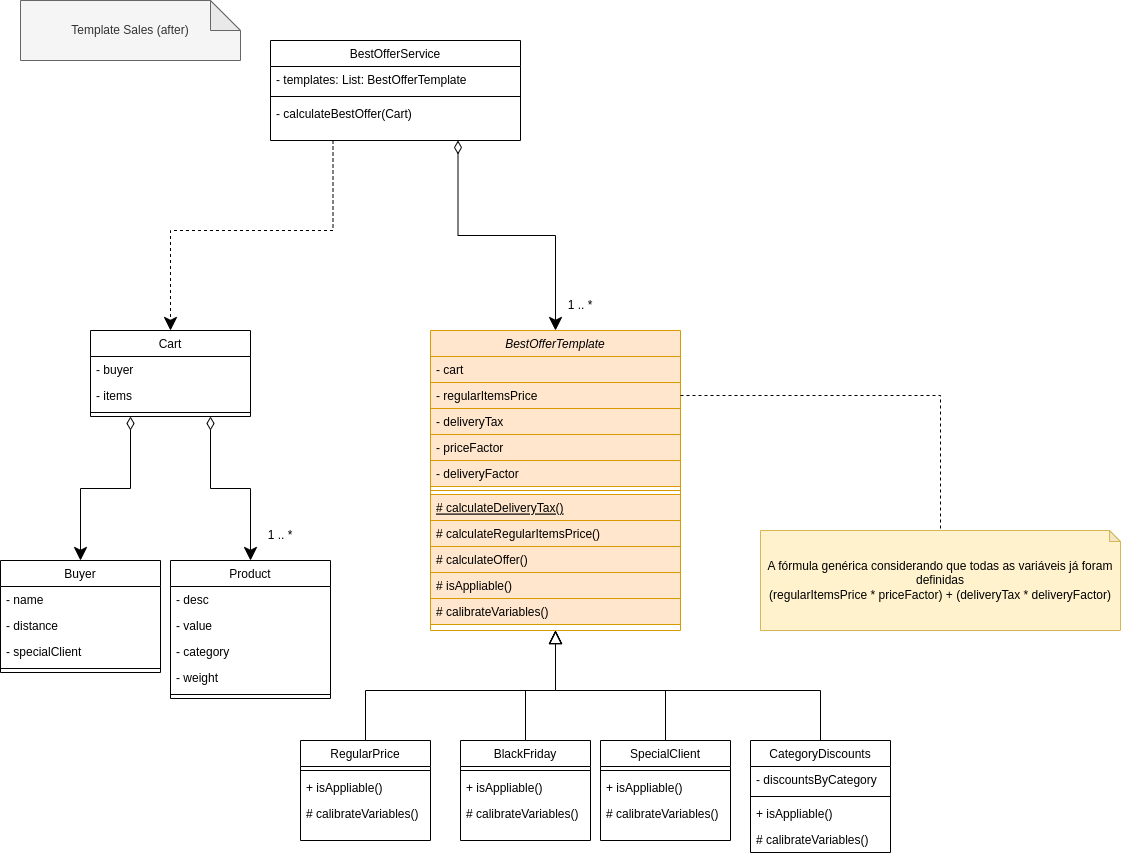 Template Sales (after)
BestOfferService
- templates: List: BestOfferTemplate
- calculateBestOffer(Cart)
1 .. *
Cart
- buyer
- items
BestOfferTemplate
- cart
- regularItemsPrice
- deliveryTax
- priceFactor
- deliveryFactor
# calculateDeliveryTax()
# calculateRegularItemsPrice()
# calculateOffer()
# isAppliable()
# calibrateVariables()
A fórmula genérica considerando que todas as variáveis já foram
definidas
(regularItemsPrice * priceFactor) + (deliveryTax * deliveryFactor)
1 .. *
Buyer
- name
- distance
- specialClient
Product
- desc
- value
- category
- weight
RegularPrice
+ isAppliable()
# calibrateVariables()
BlackFriday
+ isAppliable()
# calibrateVariables()
SpecialClient
+ isAppliable()
# calibrateVariables()
CategoryDiscounts
- discountsByCategory
+ isAppliable()
# calibrateVariables()